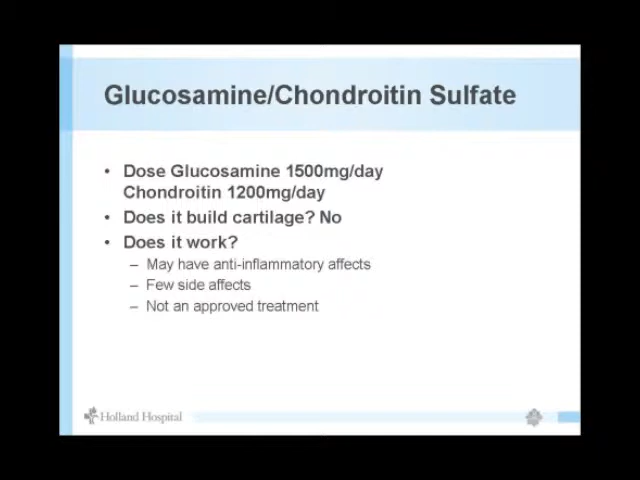 Glucosamine/Chondroitin Sulfate
• Dose Glucosamine 1500mg/day
Chondroitin 1200mg/day
• Does it build cartilage? No
• Does it work?
– May have anti-inflammatory affects
– Few side affects
– Not an approved treatment
Holland Hospital